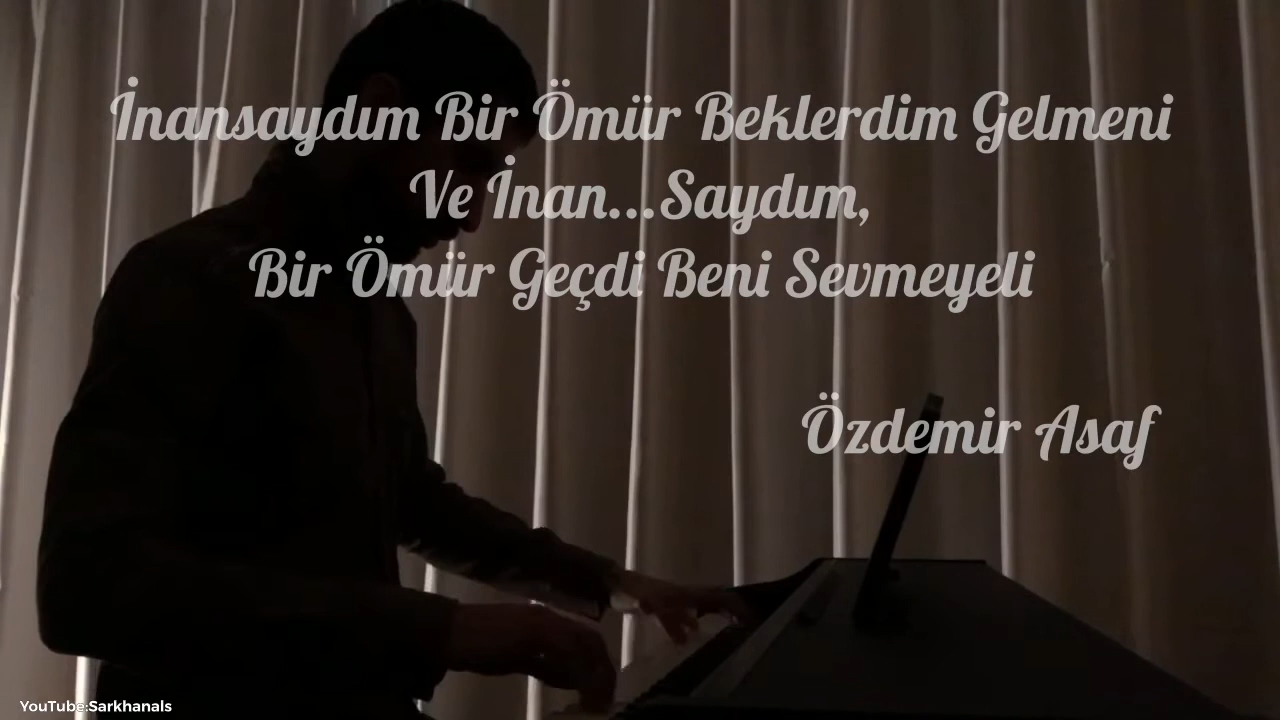 İnansaydım Bir Ömür Beklerdim Gelmeni
Ve İnan...Saydım,
Bir Ömür Geçdi Beni Sevmeyeli
Özdemir Asaf
YouTube:Sarkhanals